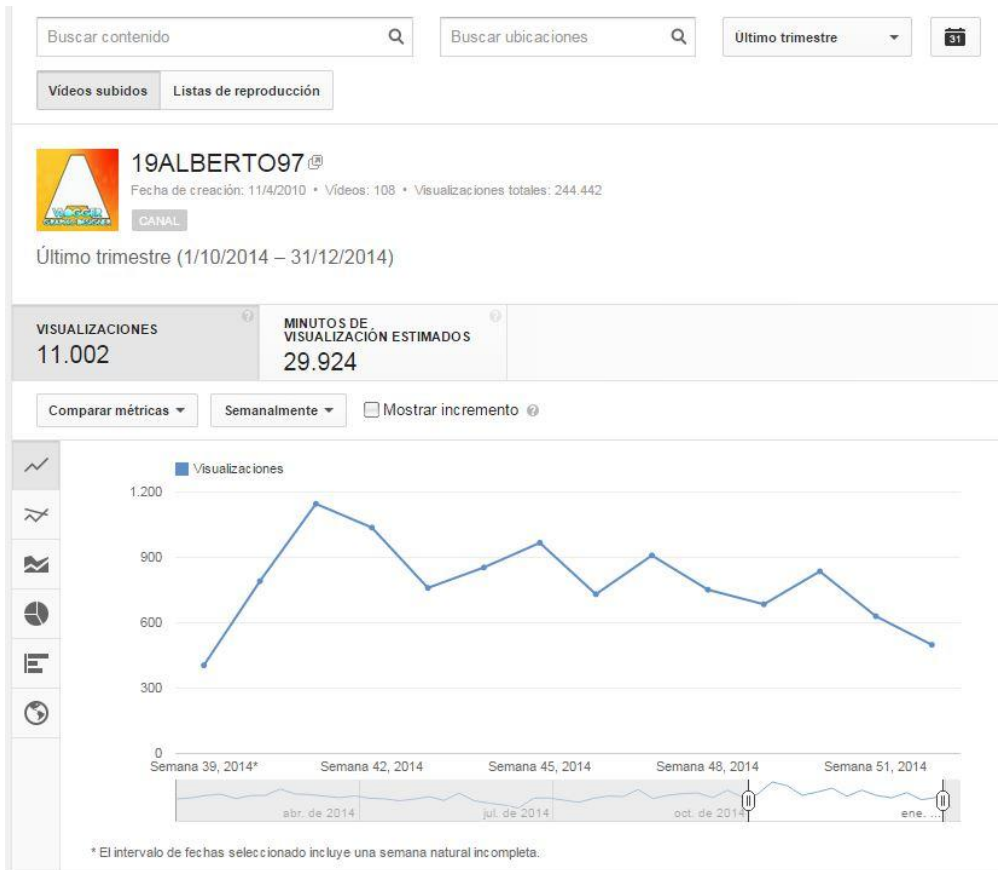 Buscar contenido
Buscar ubicaciones
Último trimestre
31
Vídeos subidos
Listas de reproducción
19ALBERTO97
Fecha de creación: 11/4/2010 • Vídeos: 108 • Visualizaciones totales: 244.442
CANAL
Último trimestre (1/10/2014 – 31/12/2014)
VISUALIZACIONES
11.002
MINUTOS DE
VISUALIZACIÓN ESTIMADOS
29.924
Comparar métricas
Semanalmente
Mostrar incremento
Visualizaciones
1.200
900
600
300
0
Semana 39, 2014*
Semana 42, 2014
Semana 45, 2014
Semana 48, 2014
Semana 51, 2014
abr. de 2014
jul. de 2014
oct. de 2014
ene. ...
* El intervalo de fechas seleccionado incluye una semana natural incompleta.